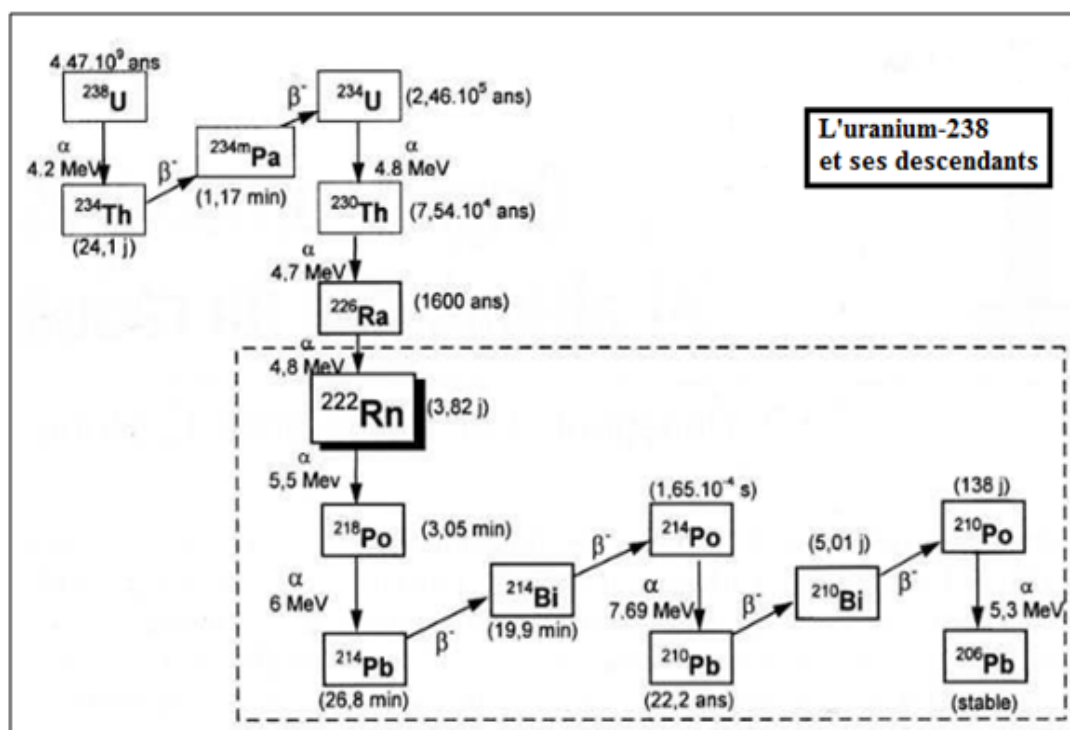 4.47.10⁹ ans
²³⁸U
α
4.2 MeV
²³⁴Th
(24,1 j)
β⁻
²³⁴ᵐPa
(1,17 min)
β⁻
²³⁴U
(2,46.10⁵ ans)
α
4.8 MeV
²³⁰Th
(7,54.10⁴ ans)
α
4,7 MeV
²²⁶Ra
(1600 ans)
α
4,8 MeV
²²²Rn
(3,82 j)
α
5,5 Mev
²¹⁸Po
(3,05 min)
α
6 MeV
²¹⁴Pb
(26,8 min)
β⁻
²¹⁴Bi
(19,9 min)
β⁻
(1,65.10⁻⁴ s)
²¹⁴Po
α
7.69 MeV
²¹⁰Pb
(22,2 ans)
β⁻
(5,01 j)
²¹⁰Bi
β⁻
(138 j)
²¹⁰Po
α
5,3 MeV
²⁰⁶Pb
(stable)
L'uranium-238
et ses descendants